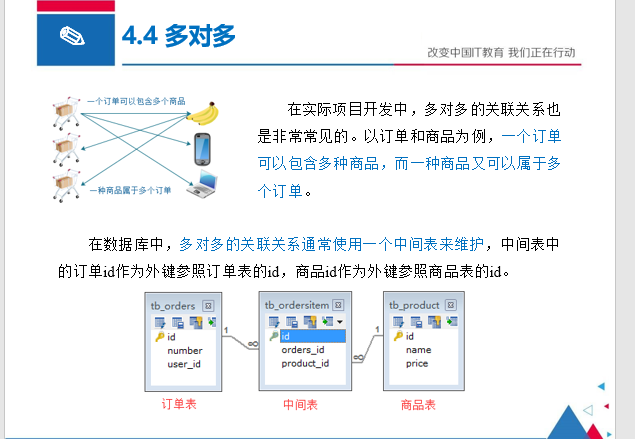 4.4 多对多
改变中国IT教育 我们正在行动
一个订单可以包含多个商品
一种商品属于多个订单
在实际项目开发中，多对多的关联关系也
是非常常见的。以订单和商品为例，一个订单
可以包含多种商品，而一种商品又可以属于多
个订单。
在数据库中，多对多的关联关系通常使用一个中间表来维护，中间表中
的订单id作为外键参照订单表的id，商品id作为外键参照商品表的id。
tb_orders
id
number
user_id
1
∞
tb_ordersitem
id
orders_id
product_id
∞
1
tb_product
id
name
price
订单表
中间表
商品表